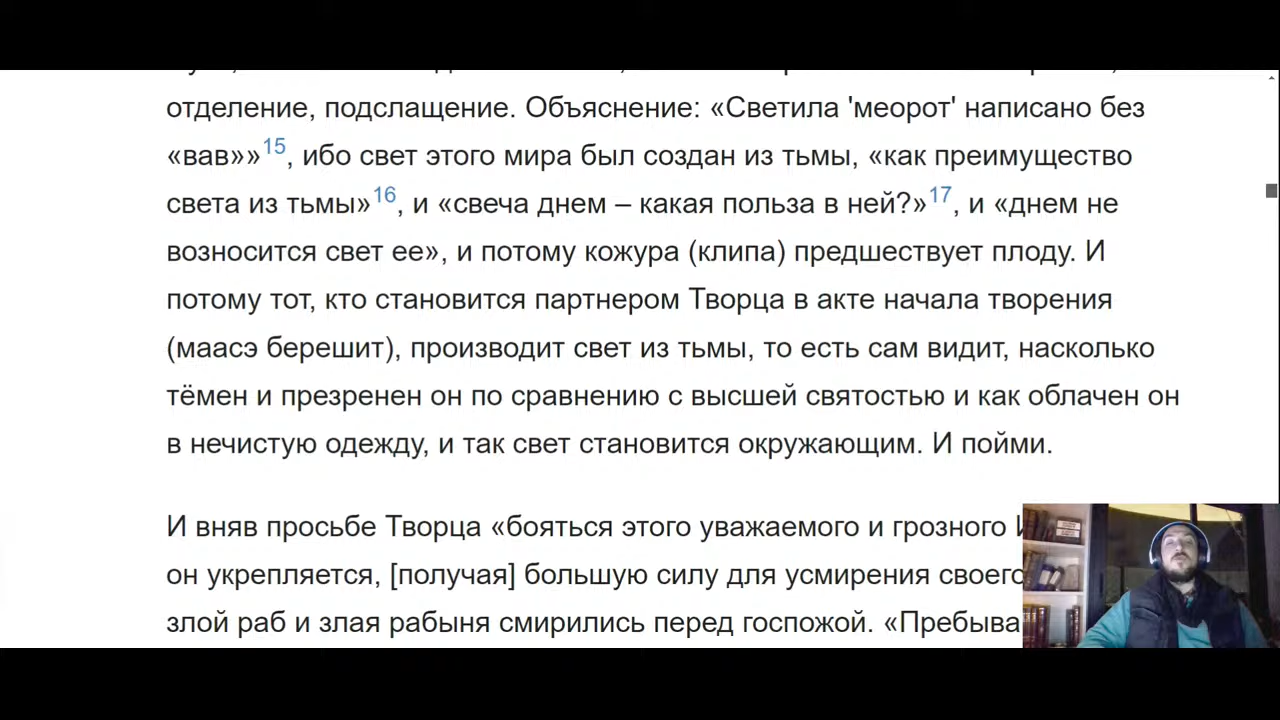 отделение, подслащение. Объяснение: «Светила 'меорот' написано без
«вав»»15, ибо свет этого мира был создан из тьмы, «как преимущество
света из тьмы»16, и «свеча днем – какая польза в ней?»17, и «днем не
возносится свет ее», и потому кожура (клипа) предшествует плоду. И
потому тот, кто становится партнером Творца в акте начала творения
(маасэ берешит), производит свет из тьмы, то есть сам видит, насколько
тёмен и презренен он по сравнению с высшей святостью и как облачен он
в нечистую одежду, и так свет становится окружающим. И пойми.
И вняв просьбе Творца «бояться этого уважаемого и грозного
он укрепляется, [получая] большую силу для усмирения своего
злой раб и злая рабыня смирились перед госпожой. «Пребыва